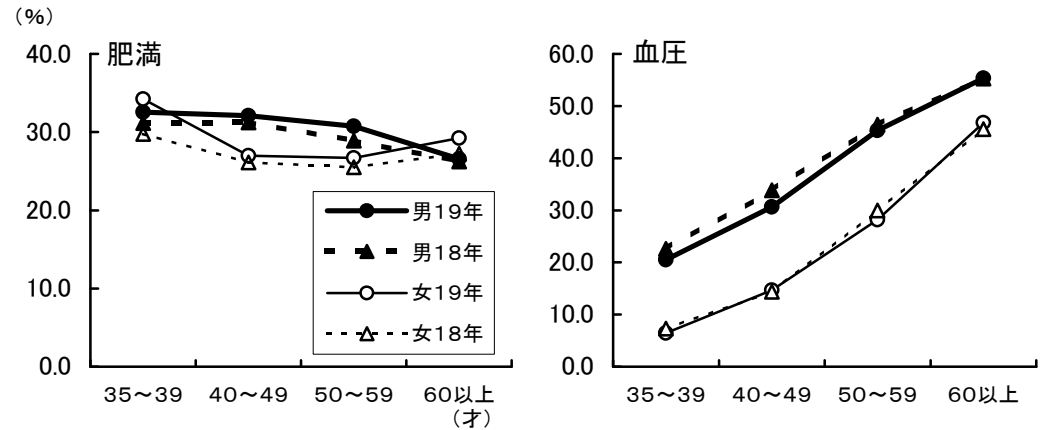 （％）
肥満
40.0
30.0
20.0
10.0
0.0
男１９年
男１８年
女１９年
女１８年
３５～３９
４０～４９
５０～５９
６０以上
（才）
血圧
60.0
50.0
40.0
30.0
20.0
10.0
0.0
３５～３９
４０～４９
５０～５９
６０以上